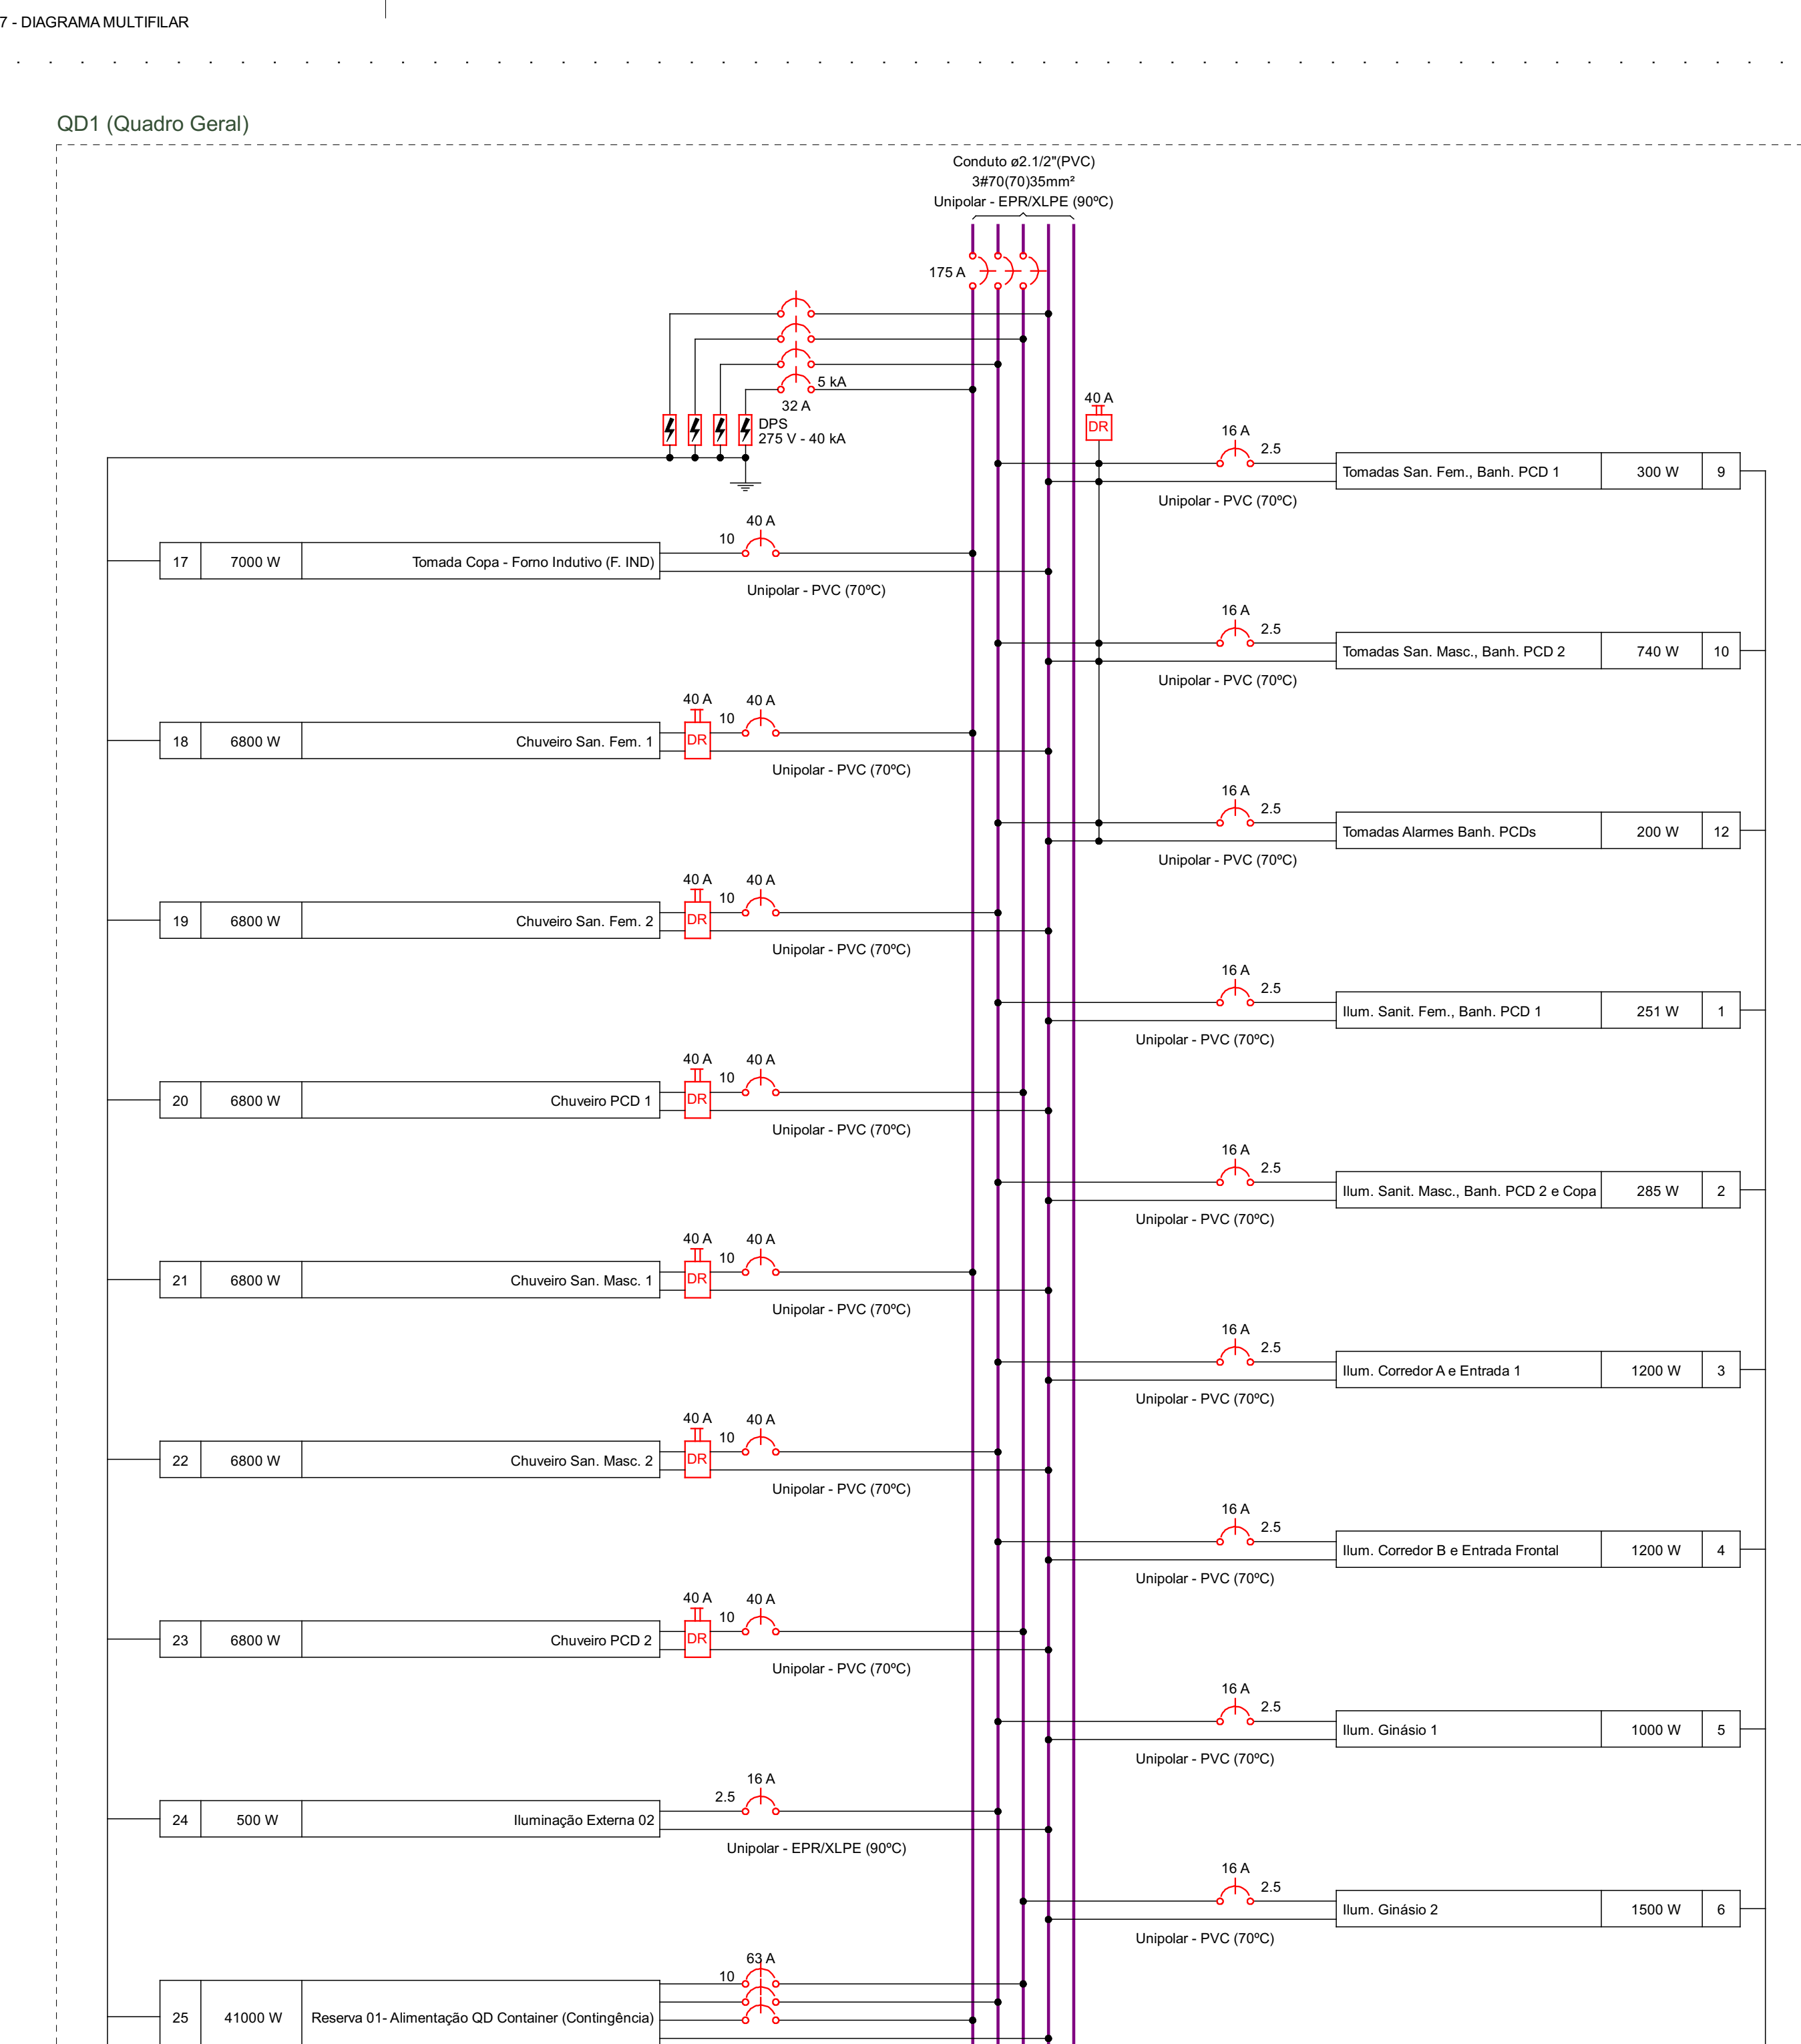 7 - DIAGRAMA MULTIFILAR
QD1 (Quadro Geral)
Conduto ø2.1/2"(PVC)
3#70(70)35mm²
Unipolar - EPR/XLPE (90ºC)
175 A
5 kA
32 A
DPS
275 V - 40 kA
40 A
DR
16 A
2.5
Tomadas San. Fem., Banh. PCD 1 300 W 9
Unipolar - PVC (70ºC)
40 A
10
17 7000 W Tomada Copa - Forno Indutivo (F. IND)
Unipolar - PVC (70ºC)
16 A
2.5
Tomadas San. Masc., Banh. PCD 2 740 W 10
Unipolar - PVC (70ºC)
40 A 40 A
10
18 6800 W Chuveiro San. Fem. 1 DR
Unipolar - PVC (70ºC)
16 A
2.5
Tomadas Alarmes Banh. PCDs 200 W 12
Unipolar - PVC (70ºC)
40 A 40 A
10
19 6800 W Chuveiro San. Fem. 2 DR
Unipolar - PVC (70ºC)
16 A
2.5
Ilum. Sanit. Fem., Banh. PCD 1 251 W 1
Unipolar - PVC (70ºC)
40 A 40 A
10
20 6800 W Chuveiro PCD 1 DR
Unipolar - PVC (70ºC)
16 A
2.5
Ilum. Sanit. Masc., Banh. PCD 2 e Copa 285 W 2
Unipolar - PVC (70ºC)
40 A 40 A
10
21 6800 W Chuveiro San. Masc. 1 DR
Unipolar - PVC (70ºC)
16 A
2.5
Ilum. Corredor A e Entrada 1 1200 W 3
Unipolar - PVC (70ºC)
40 A 40 A
10
22 6800 W Chuveiro San. Masc. 2 DR
Unipolar - PVC (70ºC)
16 A
2.5
Ilum. Corredor B e Entrada Frontal 1200 W 4
Unipolar - PVC (70ºC)
40 A 40 A
10
23 6800 W Chuveiro PCD 2 DR
Unipolar - PVC (70ºC)
16 A
2.5
Ilum. Ginásio 1 1000 W 5
Unipolar - PVC (70ºC)
16 A
2.5
24 500 W Iluminação Externa 02
Unipolar - EPR/XLPE (90ºC)
16 A
2.5
Ilum. Ginásio 2 1500 W 6
Unipolar - PVC (70ºC)
63 A
10
25 41000 W Reserva 01- Alimentação QD Container (Contingência)